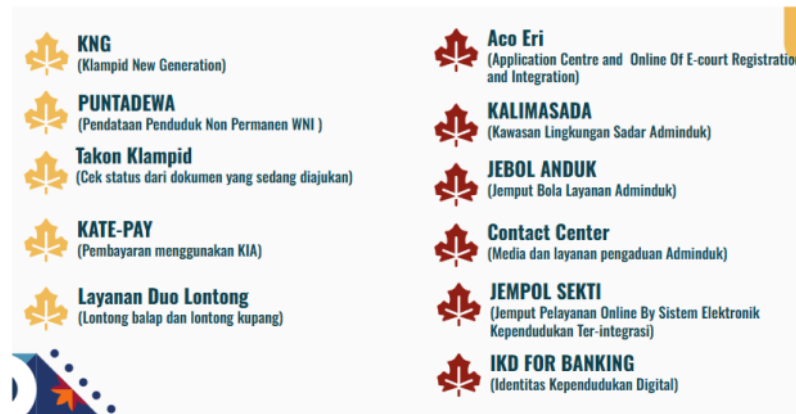 KNG
(Klampid New Generation)
PUNTADEWA
(Pendataan Penduduk Non Permanen WNI )
Takon Klampid
(Cek status dari dokumen yang sedang diajukan)
KATE-PAY
(Pembayaran menggunakan KIA)
Layanan Duo Lontong
(Lontong balap dan lontong kupang)
Aco Eri
(Application Centre and Online Of E-court Registratio
and Integration)
KALIMASADA
(Kawasan Lingkungan Sadar Adminduk)
JEBOL ANDUK
(Jemput Bola Layanan Adminduk)
Contact Center
(Media dan layanan pengaduan Adminduk)
JEMPOL SEKTI
(Jemput Pelayanan Online By Sistem Elektronik
Kependudukan Ter-integrasi)
IKD FOR BANKING
(Identitas Kependudukan Digital)